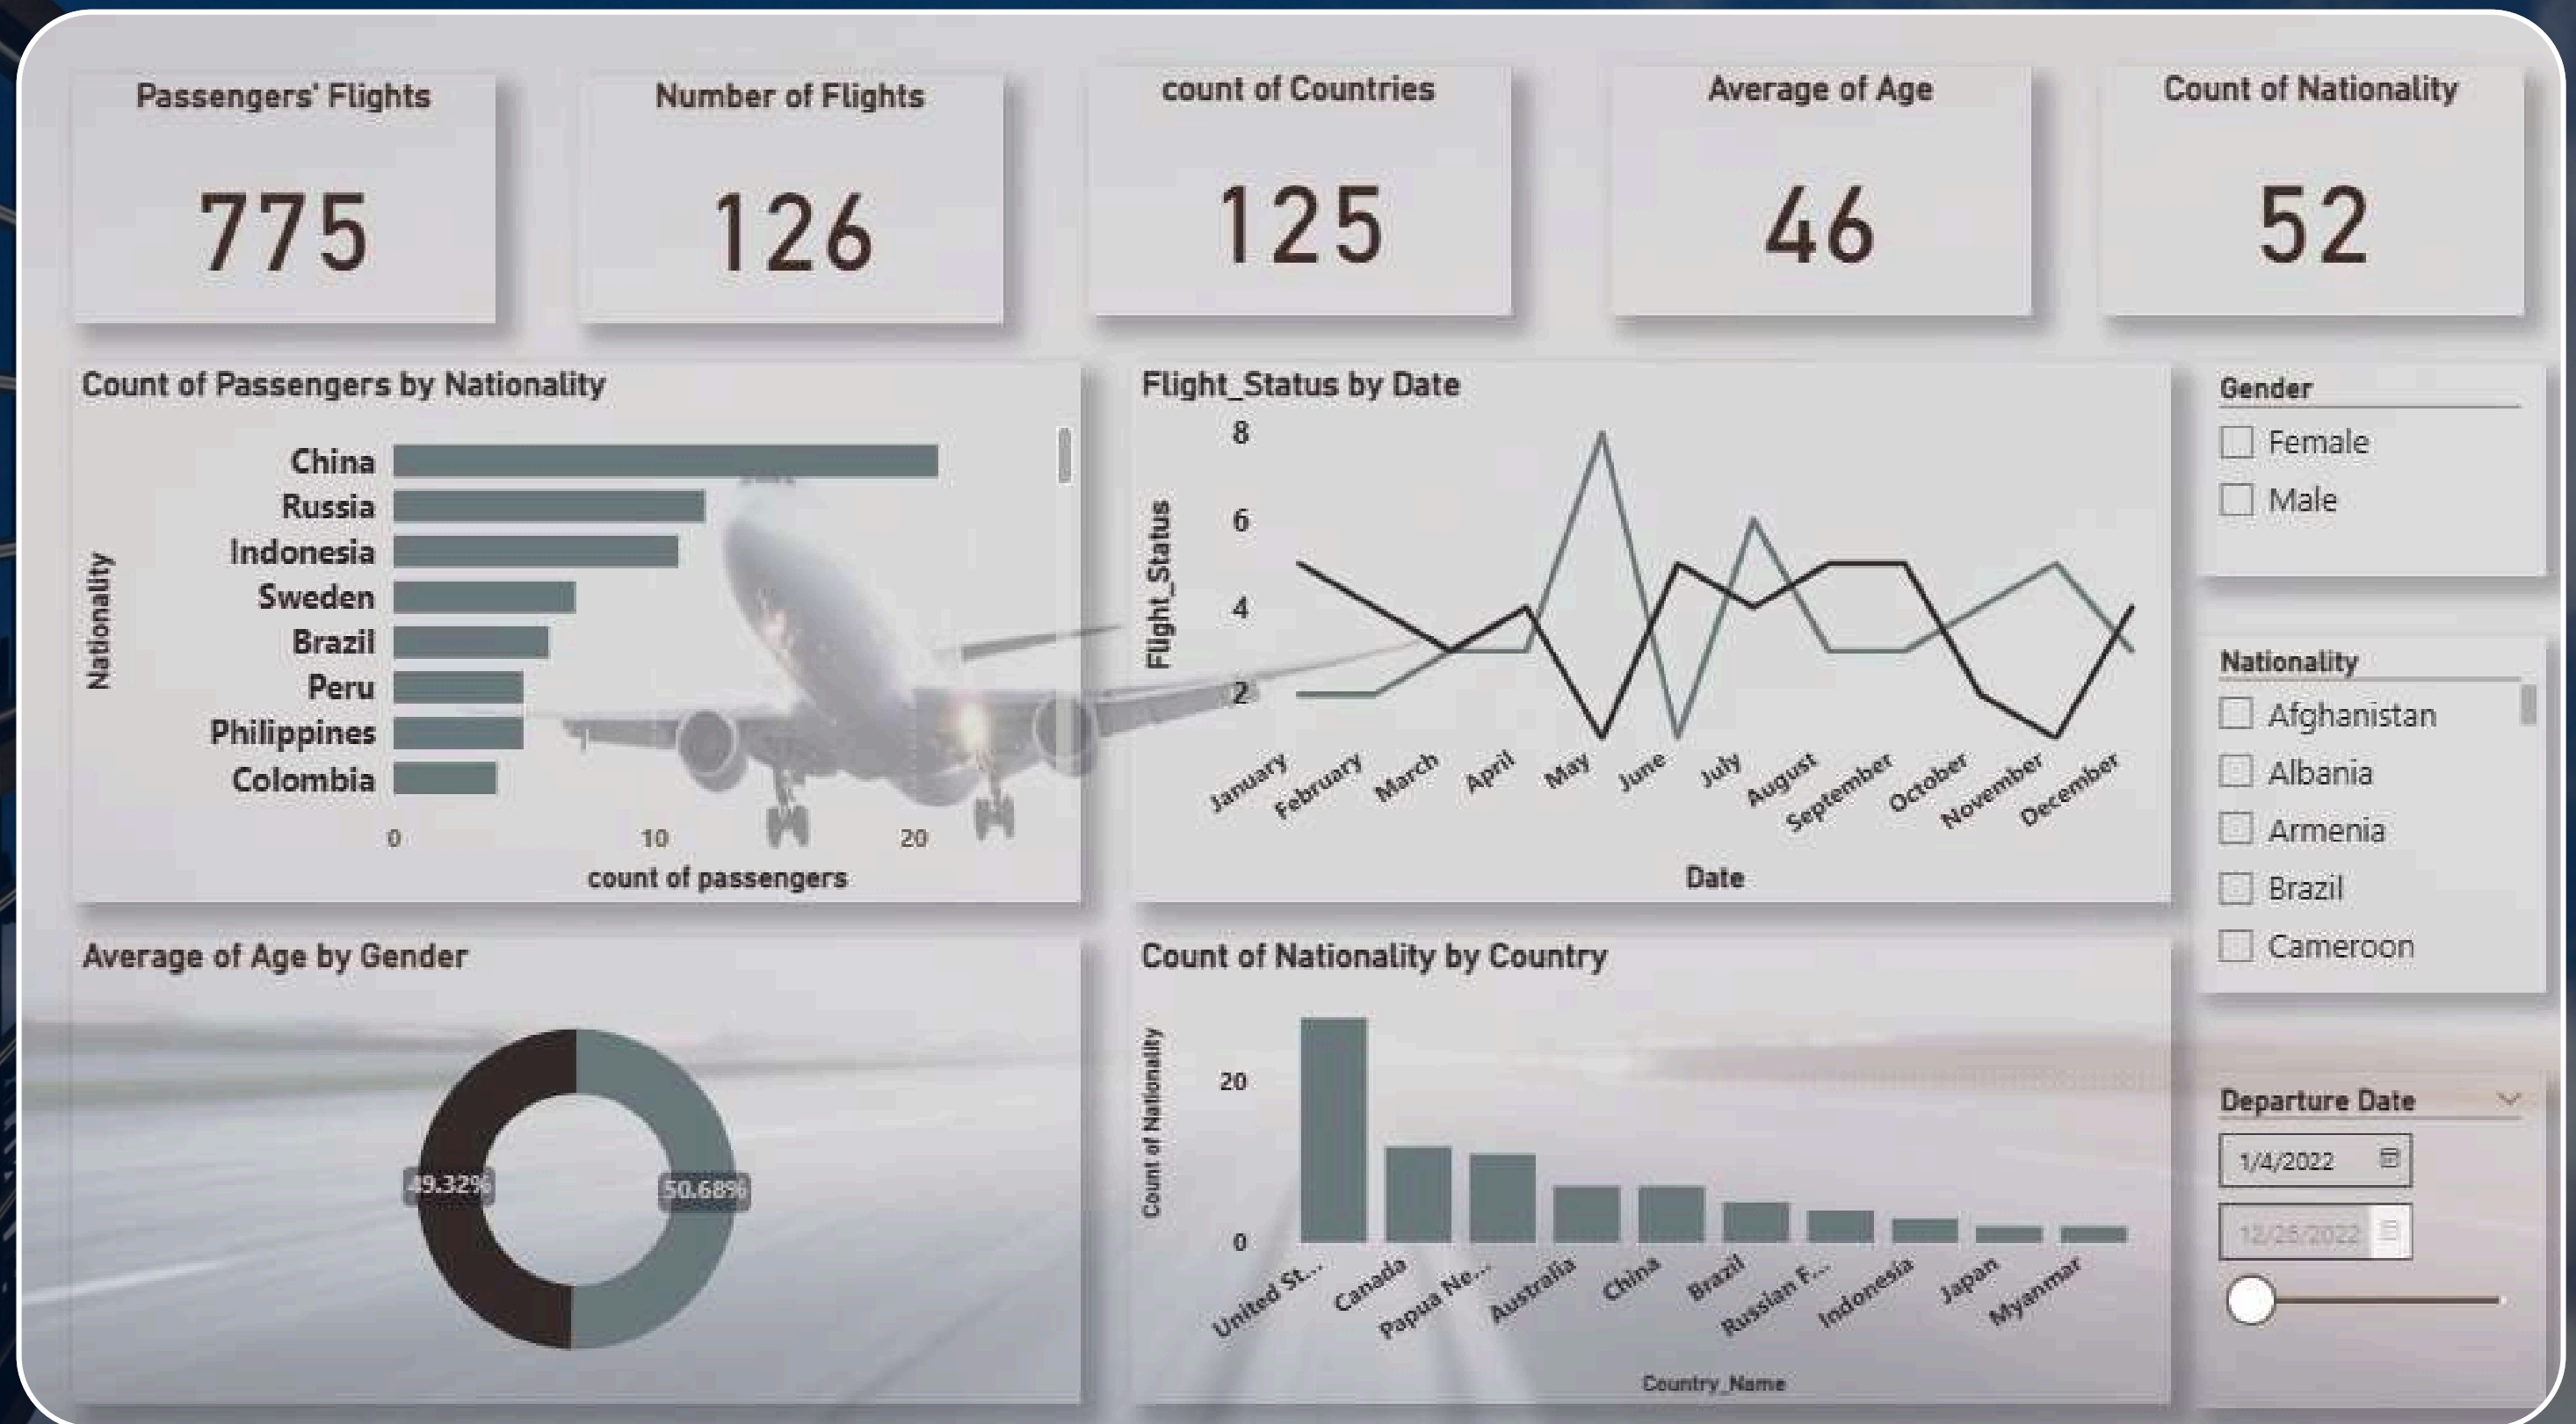 Passengers' Flights
775
Number of Flights
126
count of Countries
125
Average of Age
46
Count of Nationality
52
Count of Passengers by Nationality
Nationality
China
Russia
Indonesia
Sweden
Brazil
Peru
Philippines
Colombia
0 10 20
count of passengers
Flight_Status by Date
Flight_Status
8
6
4
2
January February March April May June July August September October November December
Date
Gender
Female
Male
Nationality
Afghanistan
Albania
Armenia
Brazil
Cameroon
Average of Age by Gender
49.32% 50.68%
Count of Nationality by Country
Count of Nationality
20
0
United St... Canada Papua Ne... Australia China Brazil Russian F... Indonesia Japan Myanmar
Country_Name
Departure Date
1/4/2022